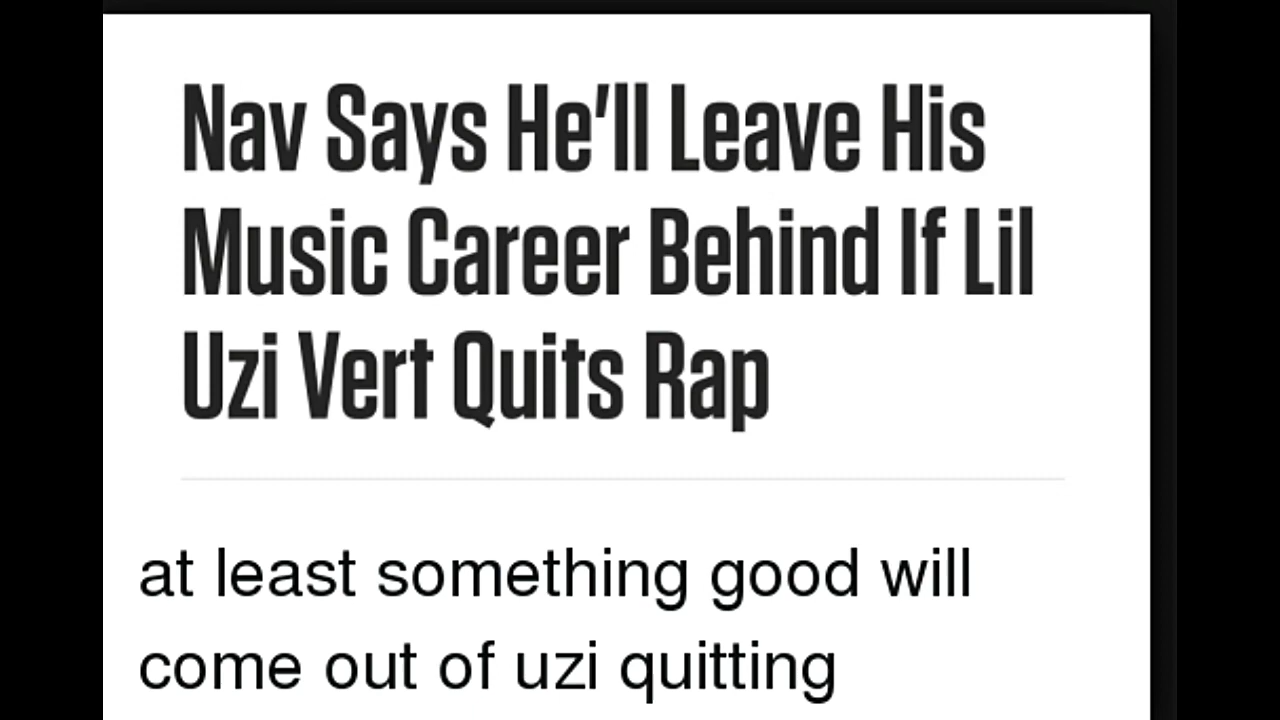 Nav Says He'll Leave His
Music Career Behind If Lil
Uzi Vert Quits Rap
at least something good will
come out of uzi quitting